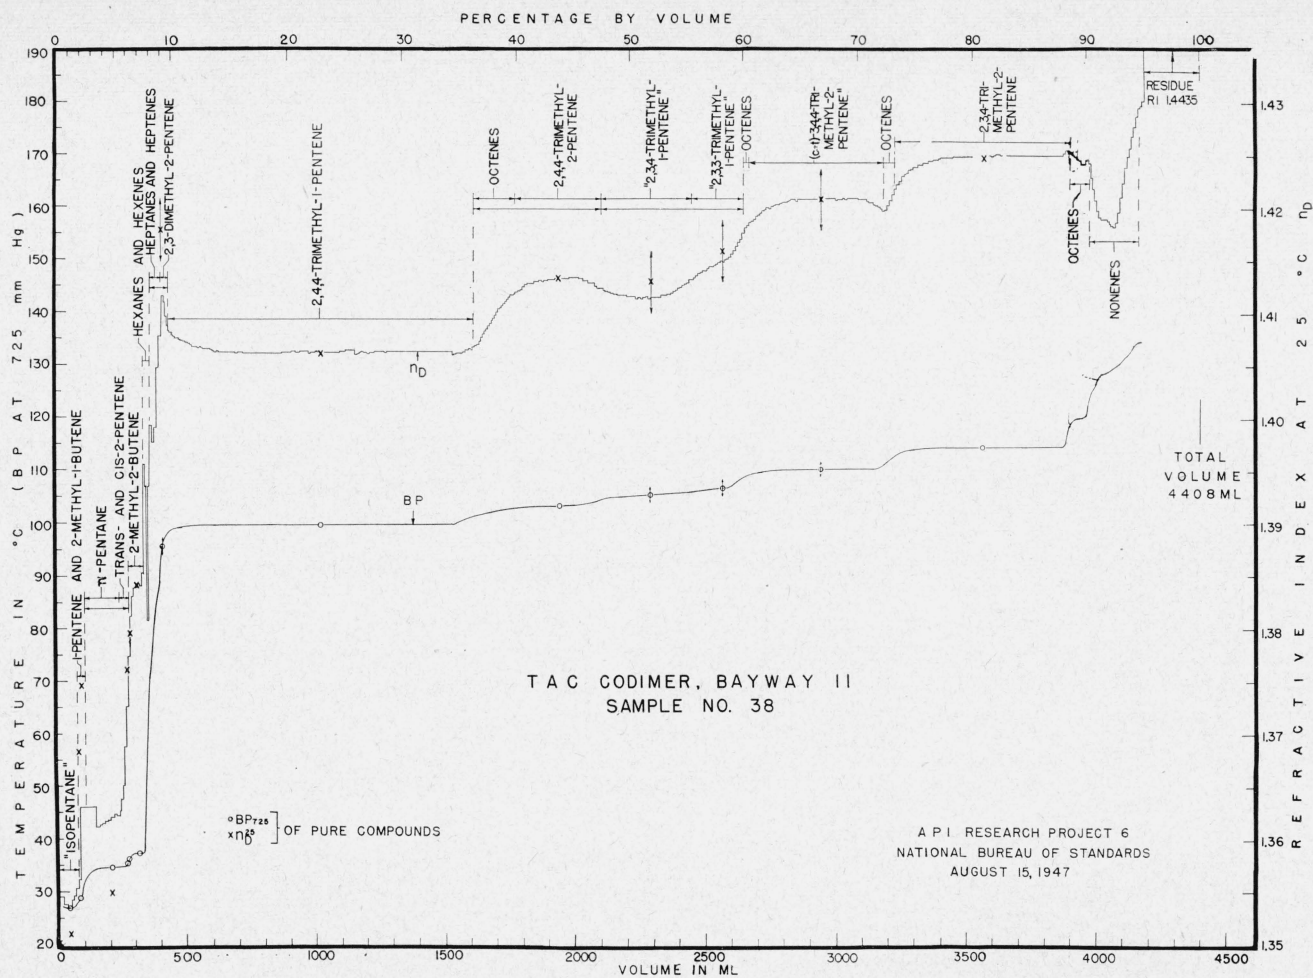 PERCENTAGE BY VOLUME
0 10 20 30 40 50 60 70 80 90 100
TEMPERATURE IN °C (BP AT 725 mm Hg)
190
180
170
160
150
140
130
120
110
100
90
80
70
60
50
40
30
20
"ISOPENTANE"
1-PENTENE AND 2-METHYL-1-BUTENE
N-PENTANE
TRANS- AND CIS-2-PENTENE
2-METHYL-2-BUTENE
HEXANES AND HEXENES
HEPTANES AND HEPTENES
2,3-DIMETHYL-2-PENTENE
2,4,4-TRIMETHYL-1-PENTENE
OCTENES
2,4,4-TRIMETHYL-
2-PENTENE
"2,3,4-TRIMETHYL-
1-PENTENE"
"2,3,3-TRIMETHYL-
1-PENTENE"
OCTENES
(c-t)-3,4,4-TRI-
METHYL-2-
PENTENE"
OCTENES
2,3,4-TRI-
METHYL-2-
PENTENE
OCTENES
NONENES
RESIDUE
RI 1.4435
nD
BP
TOTAL
VOLUME
4408 ML
TAC CODIMER, BAYWAY II
SAMPLE NO. 38
o BP725
x nD25
OF PURE COMPOUNDS
API RESEARCH PROJECT 6
NATIONAL BUREAU OF STANDARDS
AUGUST 15, 1947
1.43
1.42
1.41
1.40
1.39
1.38
1.37
1.36
1.35
REFRACTIVE INDEX AT 25 °C nD
0 500 1000 1500 2000 2500 3000 3500 4000 4500
VOLUME IN ML